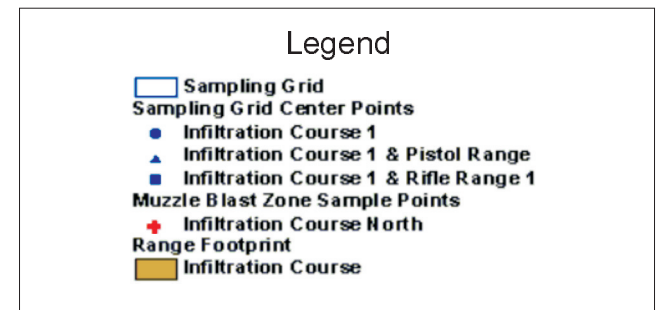 Legend
Sampling Grid
Sampling Grid Center Points
Infiltration Course 1
Infiltration Course 1 & Pistol Range
Infiltration Course 1 & Rifle Range 1
Muzzle Blast Zone Sample Points
Infiltration Course North
Range Footprint
Infiltration Course